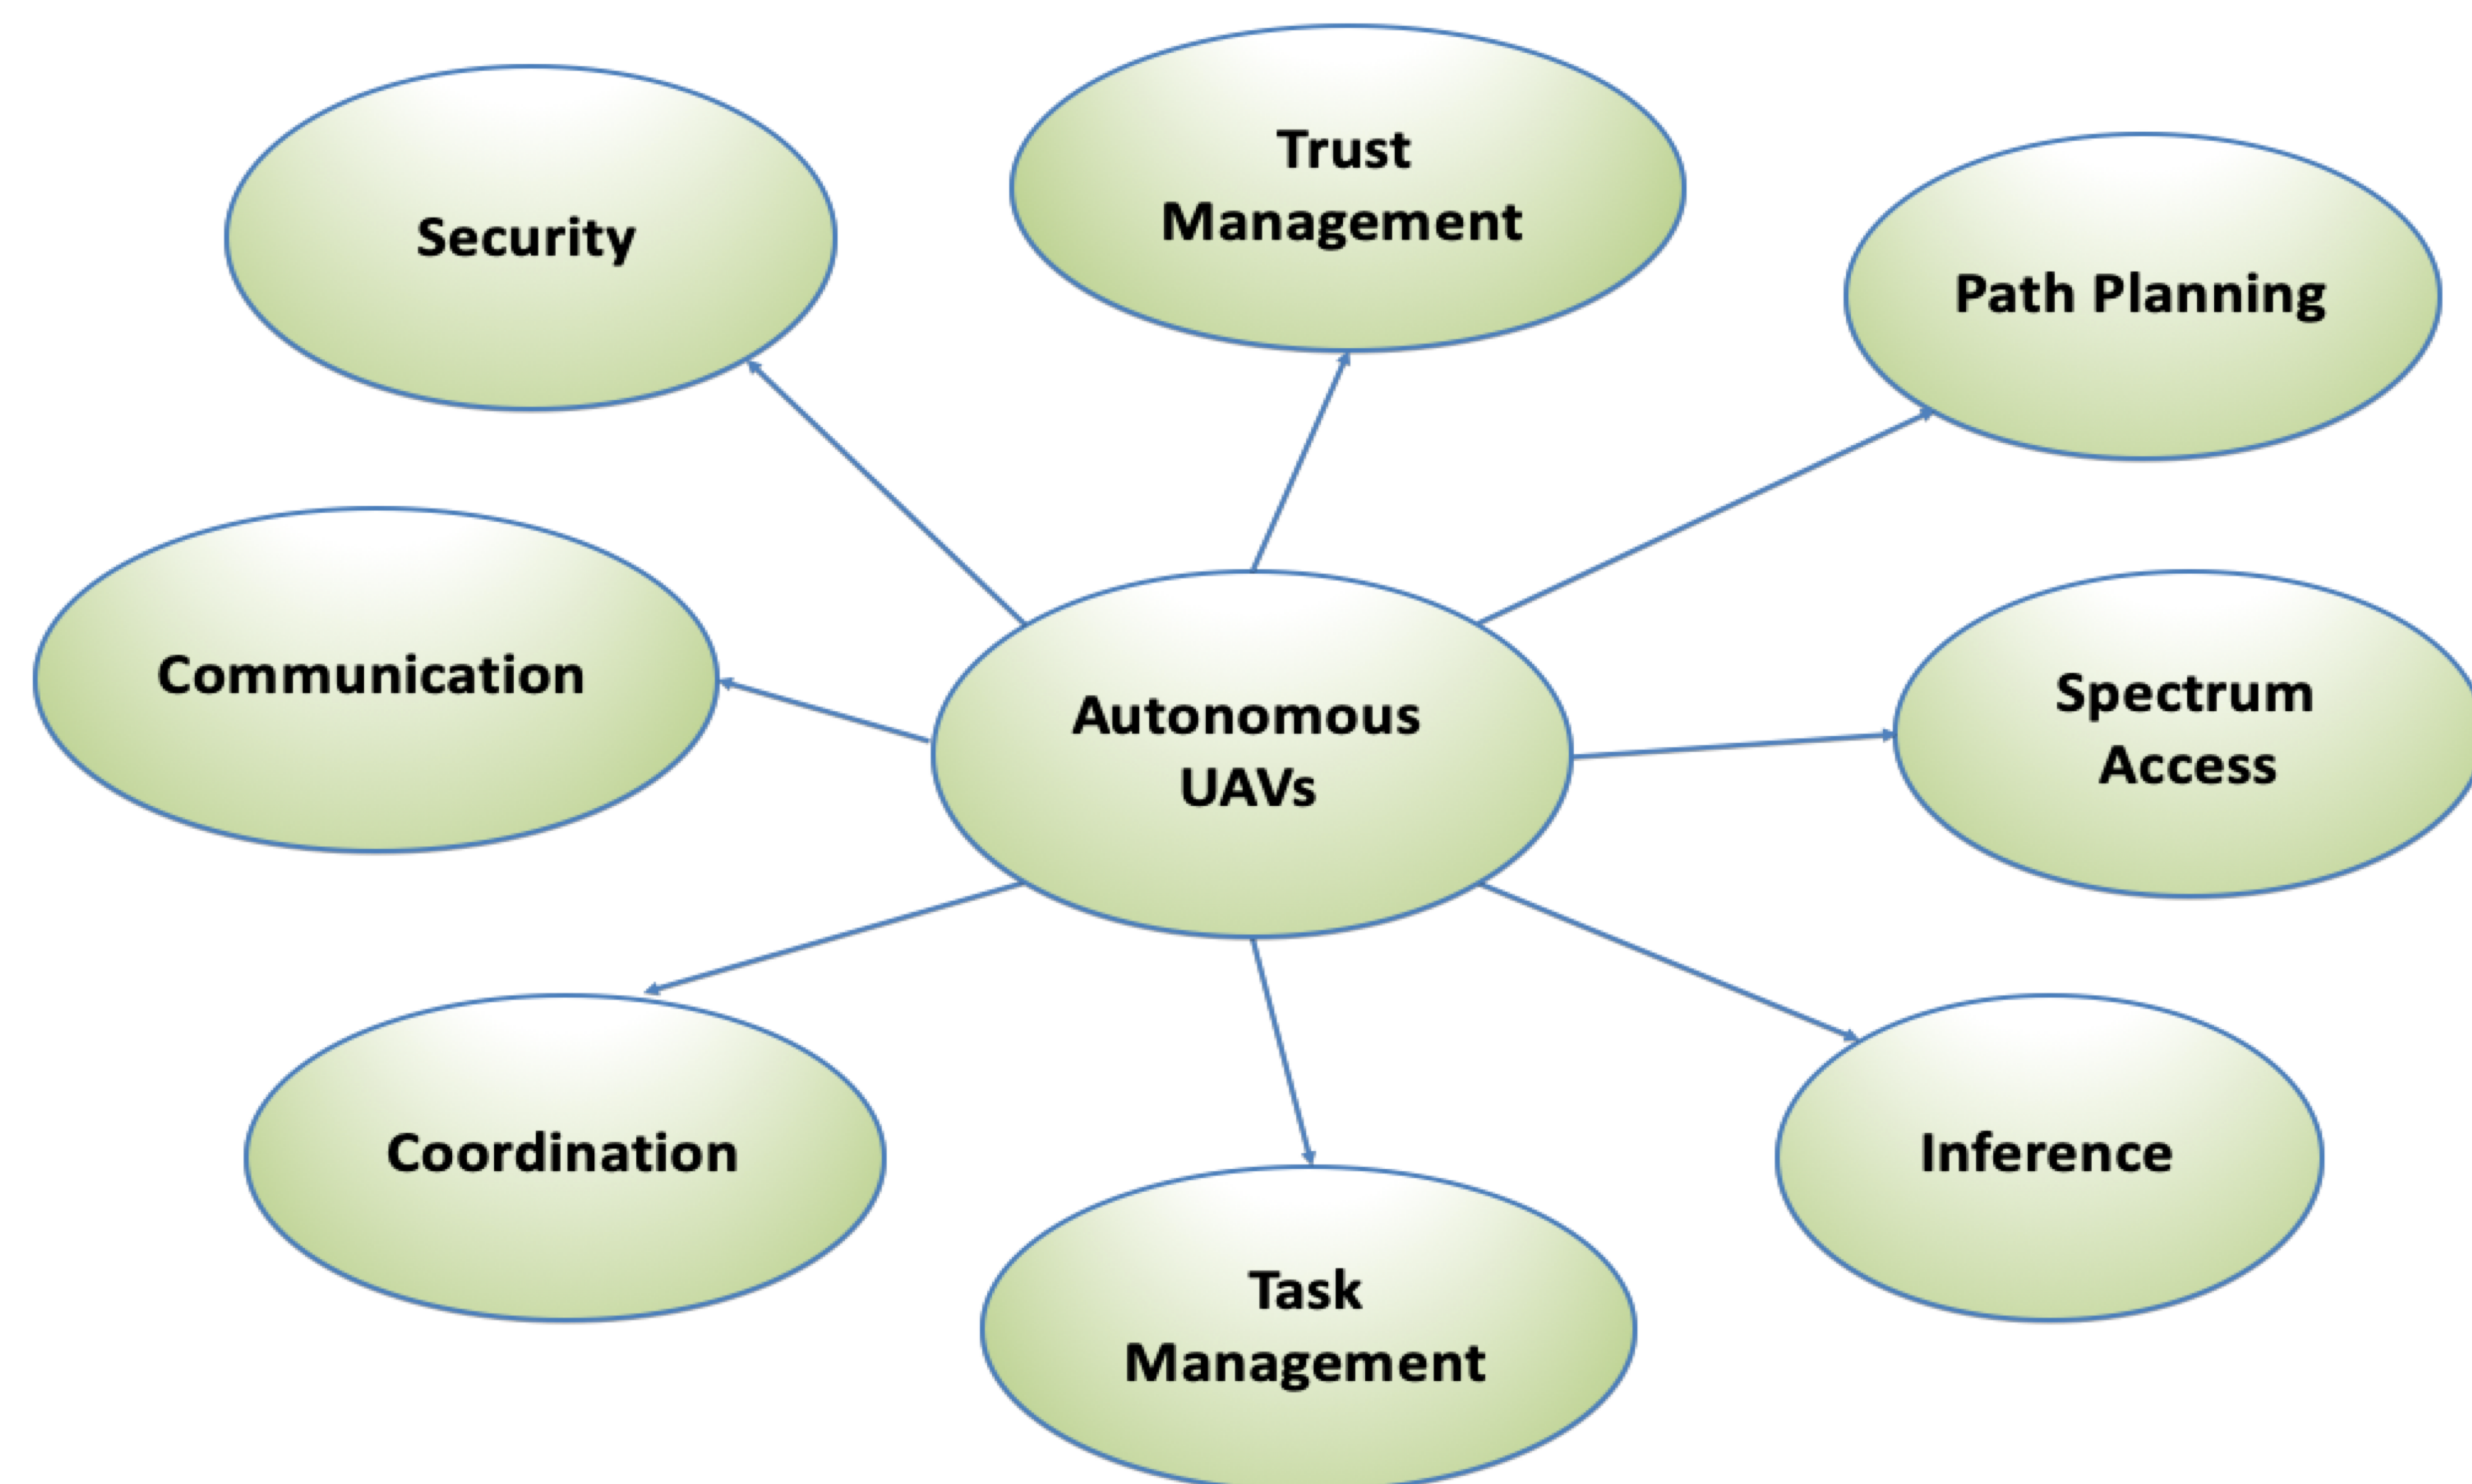 Security
Trust
Management
Path Planning
Communication
Autonomous
UAVs
Spectrum
Access
Coordination
Task
Management
Inference